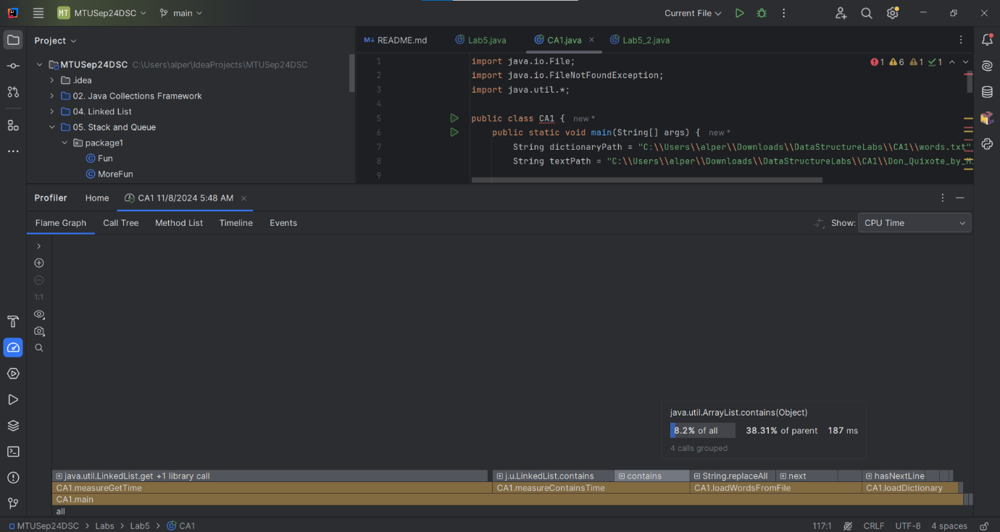 MT MTUSep24DSC main Current File
Project
MTUSep24DSC C:\Users\alper\IdeaProjects\MTUSep24DSC
.idea
02. Java Collections Framework
04. Linked List
05. Stack and Queue
package1
Fun
MoreFun
README.md Lab5.java CA1.java Lab5_2.java
1 6 1 1
1 import java.io.File;
2 import java.io.FileNotFoundException;
3 import java.util.*;
4
5 public class CA1 { new *
6 public static void main(String[] args) { new *
7 String dictionaryPath = "C:\\Users\\alper\\Downloads\\DataStructureLabs\\CA1\\words.txt"
8 String textPath = "C:\\Users\\alper\\Downloads\\DataStructureLabs\\CA1\\Don_Quixote_by_M
9
Profiler Home CA1 11/8/2024 5:48 AM
Flame Graph Call Tree Method List Timeline Events Show: CPU Time
1:1
java.util.ArrayList.contains(Object)
8.2% of all 38.31% of parent 187 ms
4 calls grouped
java.util.LinkedList.get +1 library call j.u.LinkedList.contains contains String.replaceAll next hasNextLine
CA1.measureGetTime CA1.measureContainsTime CA1.loadWordsFromFile CA1.loadDictionary
CA1.main
all
MTUSep24DSC > Labs > Lab5 > CA1 117:1 CRLF UTF-8 4 spaces